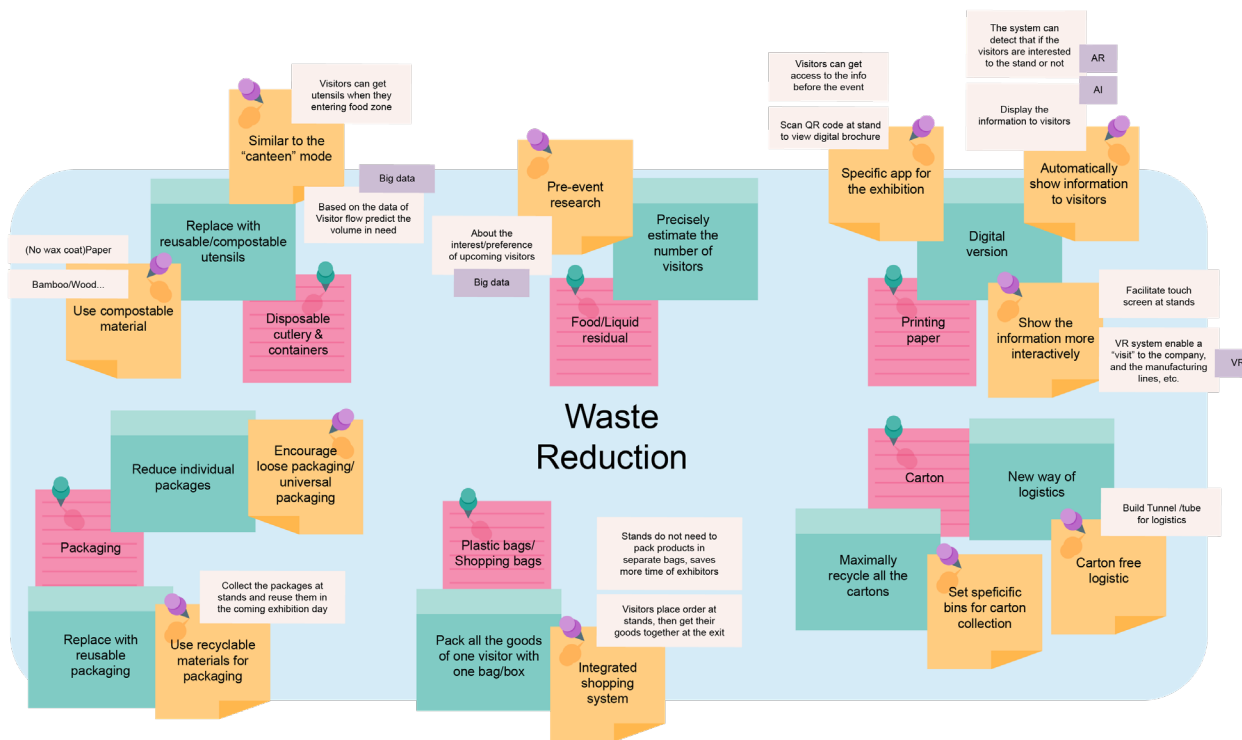 Visitors can get
utensils when they
entering food zone
Similar to the
“canteen” mode
Big data
Based on the data of
Visitor flow predict the
volume in need
Replace with
reusable/compostable
utensils
(No wax coat)Paper
Bamboo/Wood...
Use compostable
material
Disposable
cutlery &
containers
Pre-event
research
Precisely
estimate the
number of
visitors
About the
interest/preference
of upcoming visitors
Big data
Food/Liquid
residual
Visitors can get
access to the info
before the event
Scan QR code at stand
to view digital brochure
Specific app for
the exhibition
The system can
detect that if the
visitors are interested
to the stand or not
AR
AI
Display the
information to visitors
Automatically
show information
to visitors
Digital
version
Printing
paper
Show the
information more
interactively
Facilitate touch
screen at stands
VR system enable a
“visit” to the company,
and the manufacturing
lines, etc.
VR
Waste
Reduction
Reduce individual
packages
Encourage
loose packaging/
universal
packaging
Packaging
Collect the packages at
stands and reuse them in
the coming exhibition day
Replace with
reusable
packaging
Use recyclable
materials for
packaging
Plastic bags/
Shopping bags
Stands do not need to
pack products in
separate bags, saves
more time of exhibitors
Visitors place order at
stands, then get their
goods together at the exit
Pack all the goods
of one visitor with
one bag/box
Integrated
shopping
system
Carton
New way of
logistics
Build Tunnel /tube
for logistics
Maximally
recycle all the
cartons
Carton free
logistic
Set speficific
bins for carton
collection